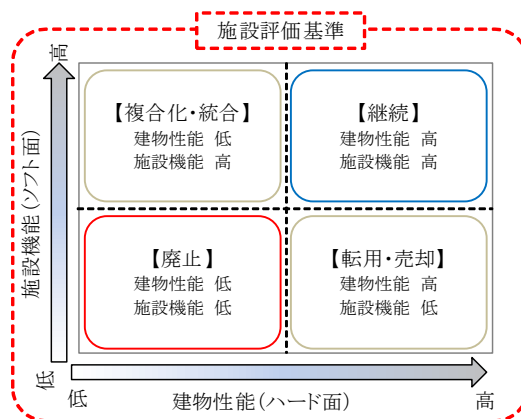 施設評価基準
高
施設機能(ソフト面)
低
【複合化・統合】
建物性能 低
施設機能 高
【継続】
建物性能 高
施設機能 高
【廃止】
建物性能 低
施設機能 低
【転用・売却】
建物性能 高
施設機能 低
低
建物性能(ハード面)
高